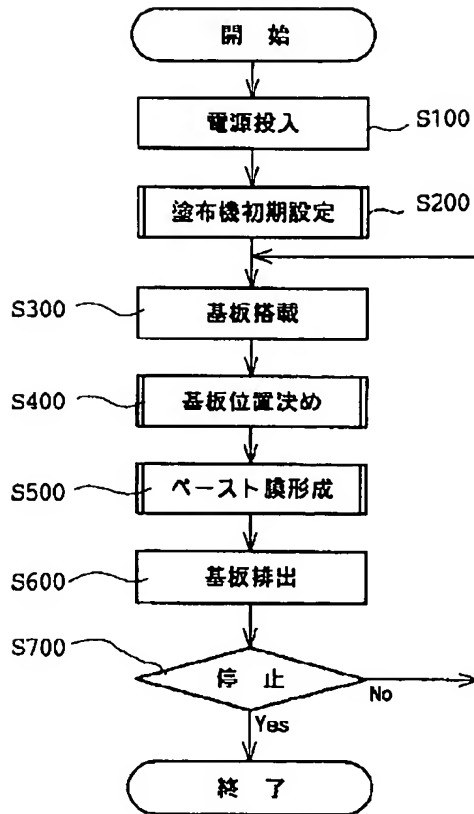 開 始
電源投入 S100
塗布機初期設定 S200
S300 基板搭載
S400 基板位置決め
S500 ペースト膜形成
S600 基板排出
S700 停 止
No
Yes
終 了